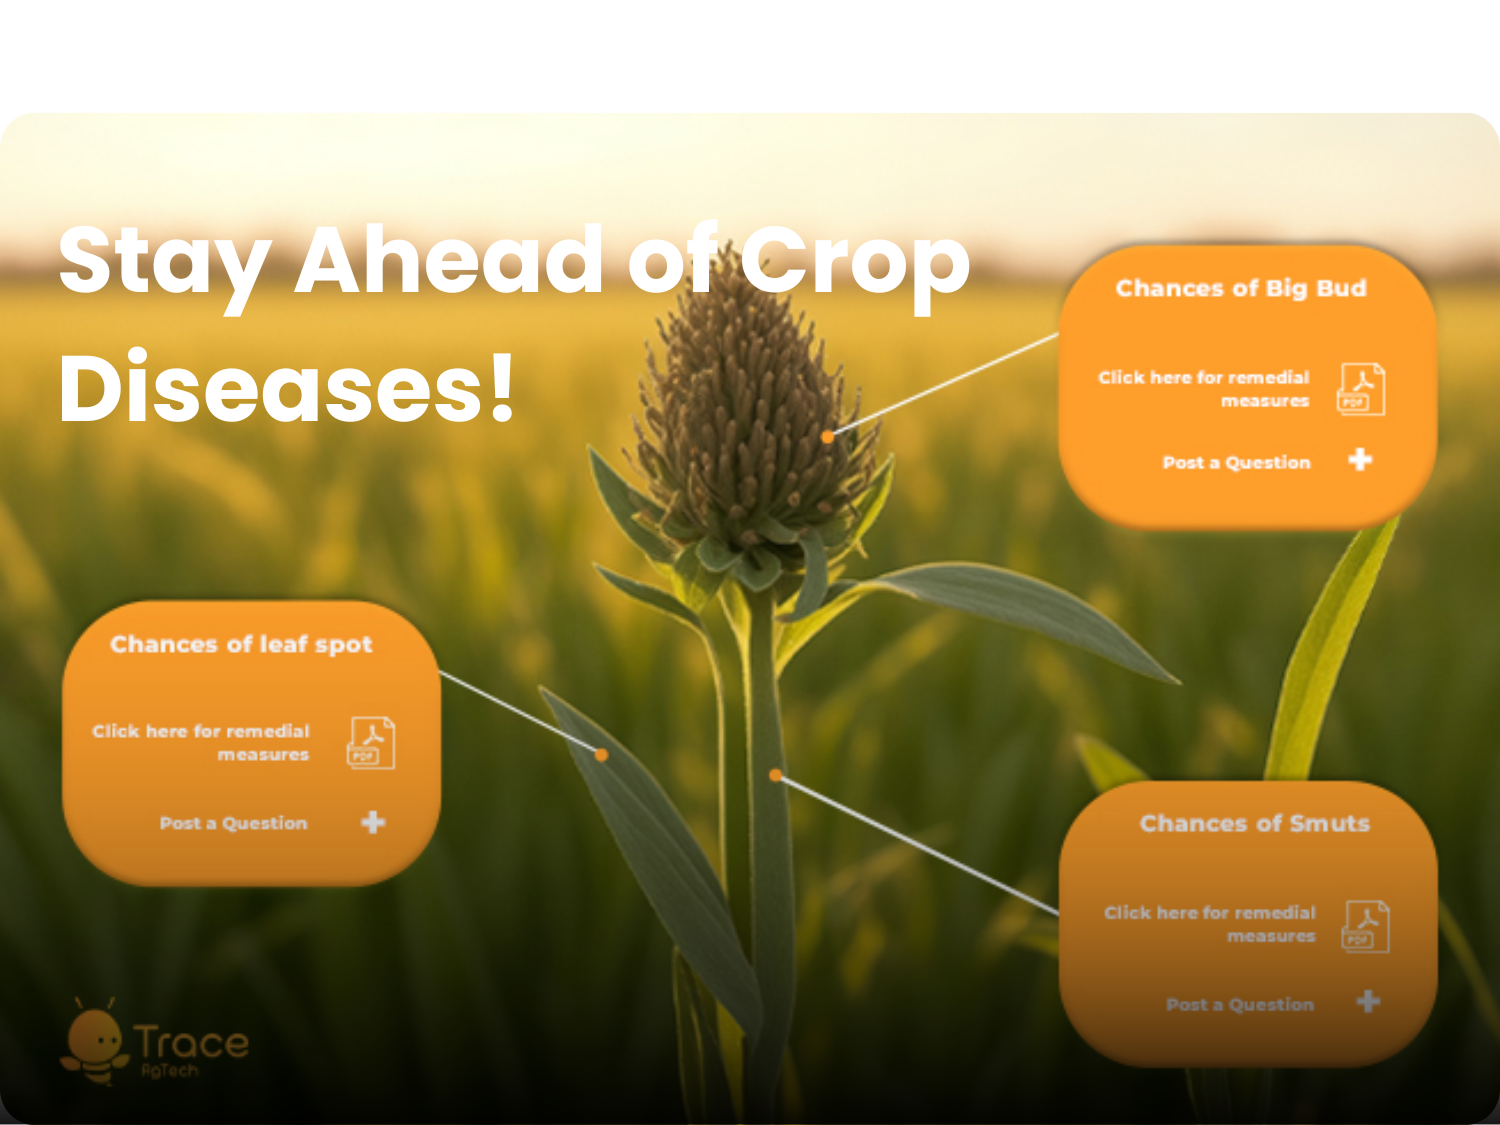 Stay Ahead of Crop
Diseases!
Chances of Big Bud
Click here for remedial
measures
PDF
Post a Question
Chances of leaf spot
Click here for remedial
measures
PDF
Post a Question
Chances of Smuts
Click here for remedial
measures
PDF
Post a Question
Trace
AgTech